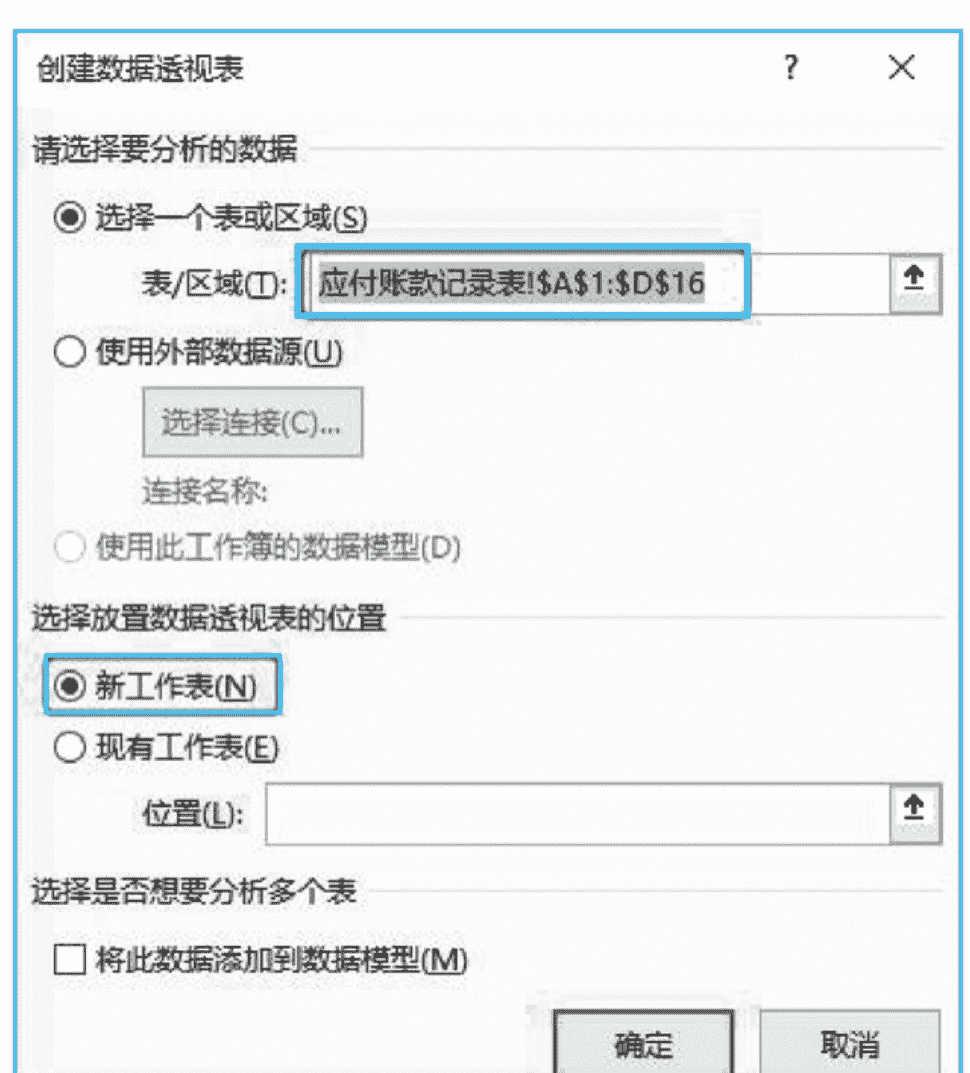 创建数据透视表 ?
请选择要分析的数据
选择一个表或区域(S)
表/区域(T): 应付账款记录表!$A$1:$D$16
使用外部数据源(U)
选择连接(C)...
连接名称:
使用此工作簿的数据模型(D)
选择放置数据透视表的位置
新工作表(N)
现有工作表(E)
位置(L):
选择是否想要分析多个表
将此数据添加到数据模型(M)
确定 取消